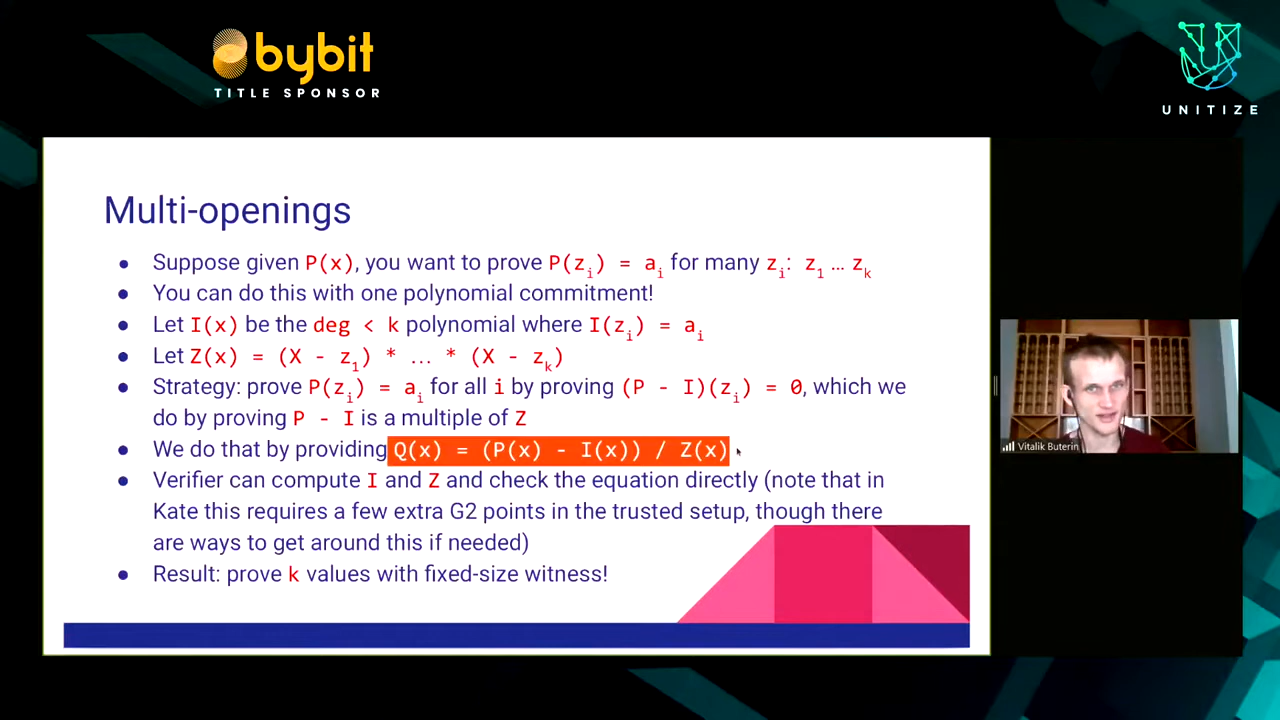 bybit
TITLE SPONSOR
UNITIZE
Multi-openings
● Suppose given P(x), you want to prove P(zᵢ) = aᵢ for many zᵢ: z₁ … zₖ
● You can do this with one polynomial commitment!
● Let I(x) be the deg < k polynomial where I(zᵢ) = aᵢ
● Let Z(x) = (X - z₁) * … * (X - zₖ)
● Strategy: prove P(zᵢ) = aᵢ for all i by proving (P - I)(zᵢ) = 0, which we
do by proving P - I is a multiple of Z
● We do that by providing Q(x) = (P(x) - I(x)) / Z(x)
● Verifier can compute I and Z and check the equation directly (note that in
Kate this requires a few extra G2 points in the trusted setup, though there
are ways to get around this if needed)
● Result: prove k values with fixed-size witness!
Vitalik Buterin